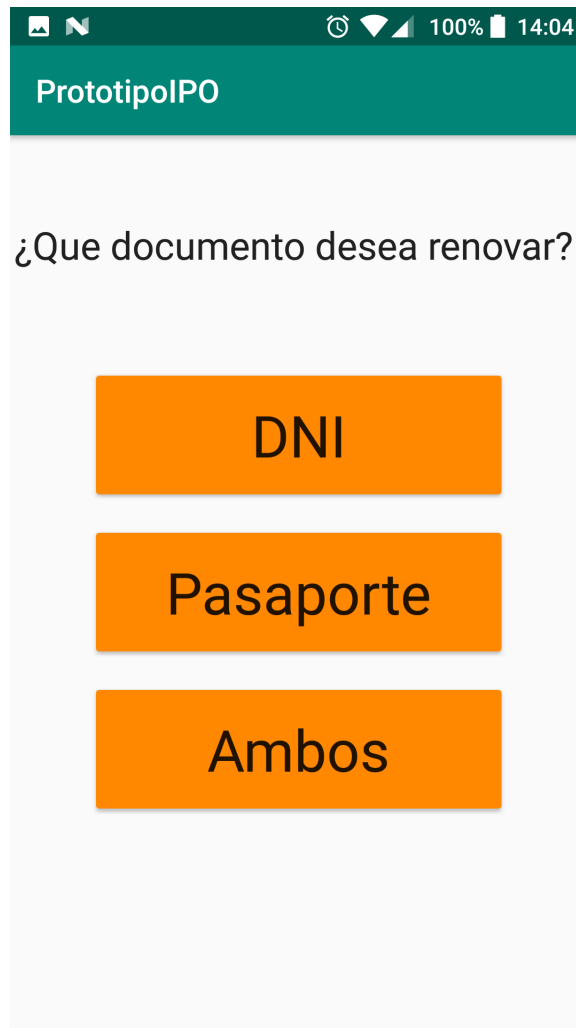 100% 14:04
PrototipoIPO
¿Que documento desea renovar?
DNI
Pasaporte
Ambos